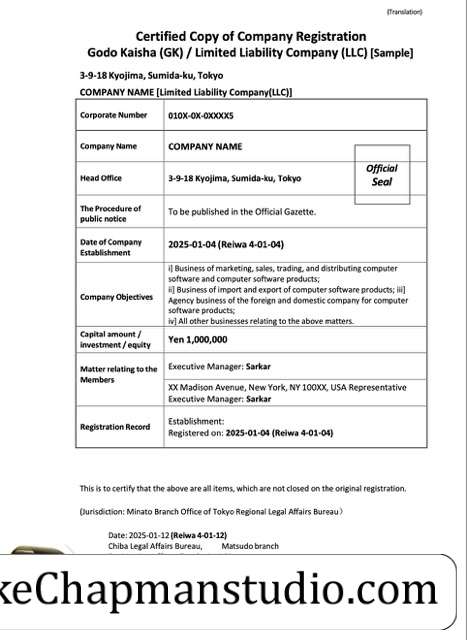 (Translation)
Certified Copy of Company Registration
Godo Kaisha (GK) / Limited Liability Company (LLC) [Sample]
3-9-18 Kyojima, Sumida-ku, Tokyo
COMPANY NAME [Limited Liability Company(LLC)]
Corporate Number 010X-0X-0XXXX5
Company Name COMPANY NAME
Official
Seal
Head Office 3-9-18 Kyojima, Sumida-ku, Tokyo
The Procedure of
public notice
To be published in the Official Gazette.
Date of Company
Establishment
2025-01-04 (Reiwa 4-01-04)
Company Objectives
i] Business of marketing, sales, trading, and distributing computer
software and computer software products;
ii] Business of import and export of computer software products; iii]
Agency business of the foreign and domestic company for computer
software products;
iv] All other businesses relating to the above matters.
Capital amount /
investment / equity
Yen 1,000,000
Matter relating to the
Members
Executive Manager: Sarkar
XX Madison Avenue, New York, NY 100XX, USA Representative
Executive Manager: Sarkar
Registration Record
Establishment:
Registered on: 2025-01-04 (Reiwa 4-01-04)
This is to certify that the above are all items, which are not closed on the original registration.
(Jurisdiction: Minato Branch Office of Tokyo Regional Legal Affairs Bureau）
Date: 2025-01-12 (Reiwa 4-01-12)
Chiba Legal Affairs Bureau, Matsudo branch
keChapmanstudio.com